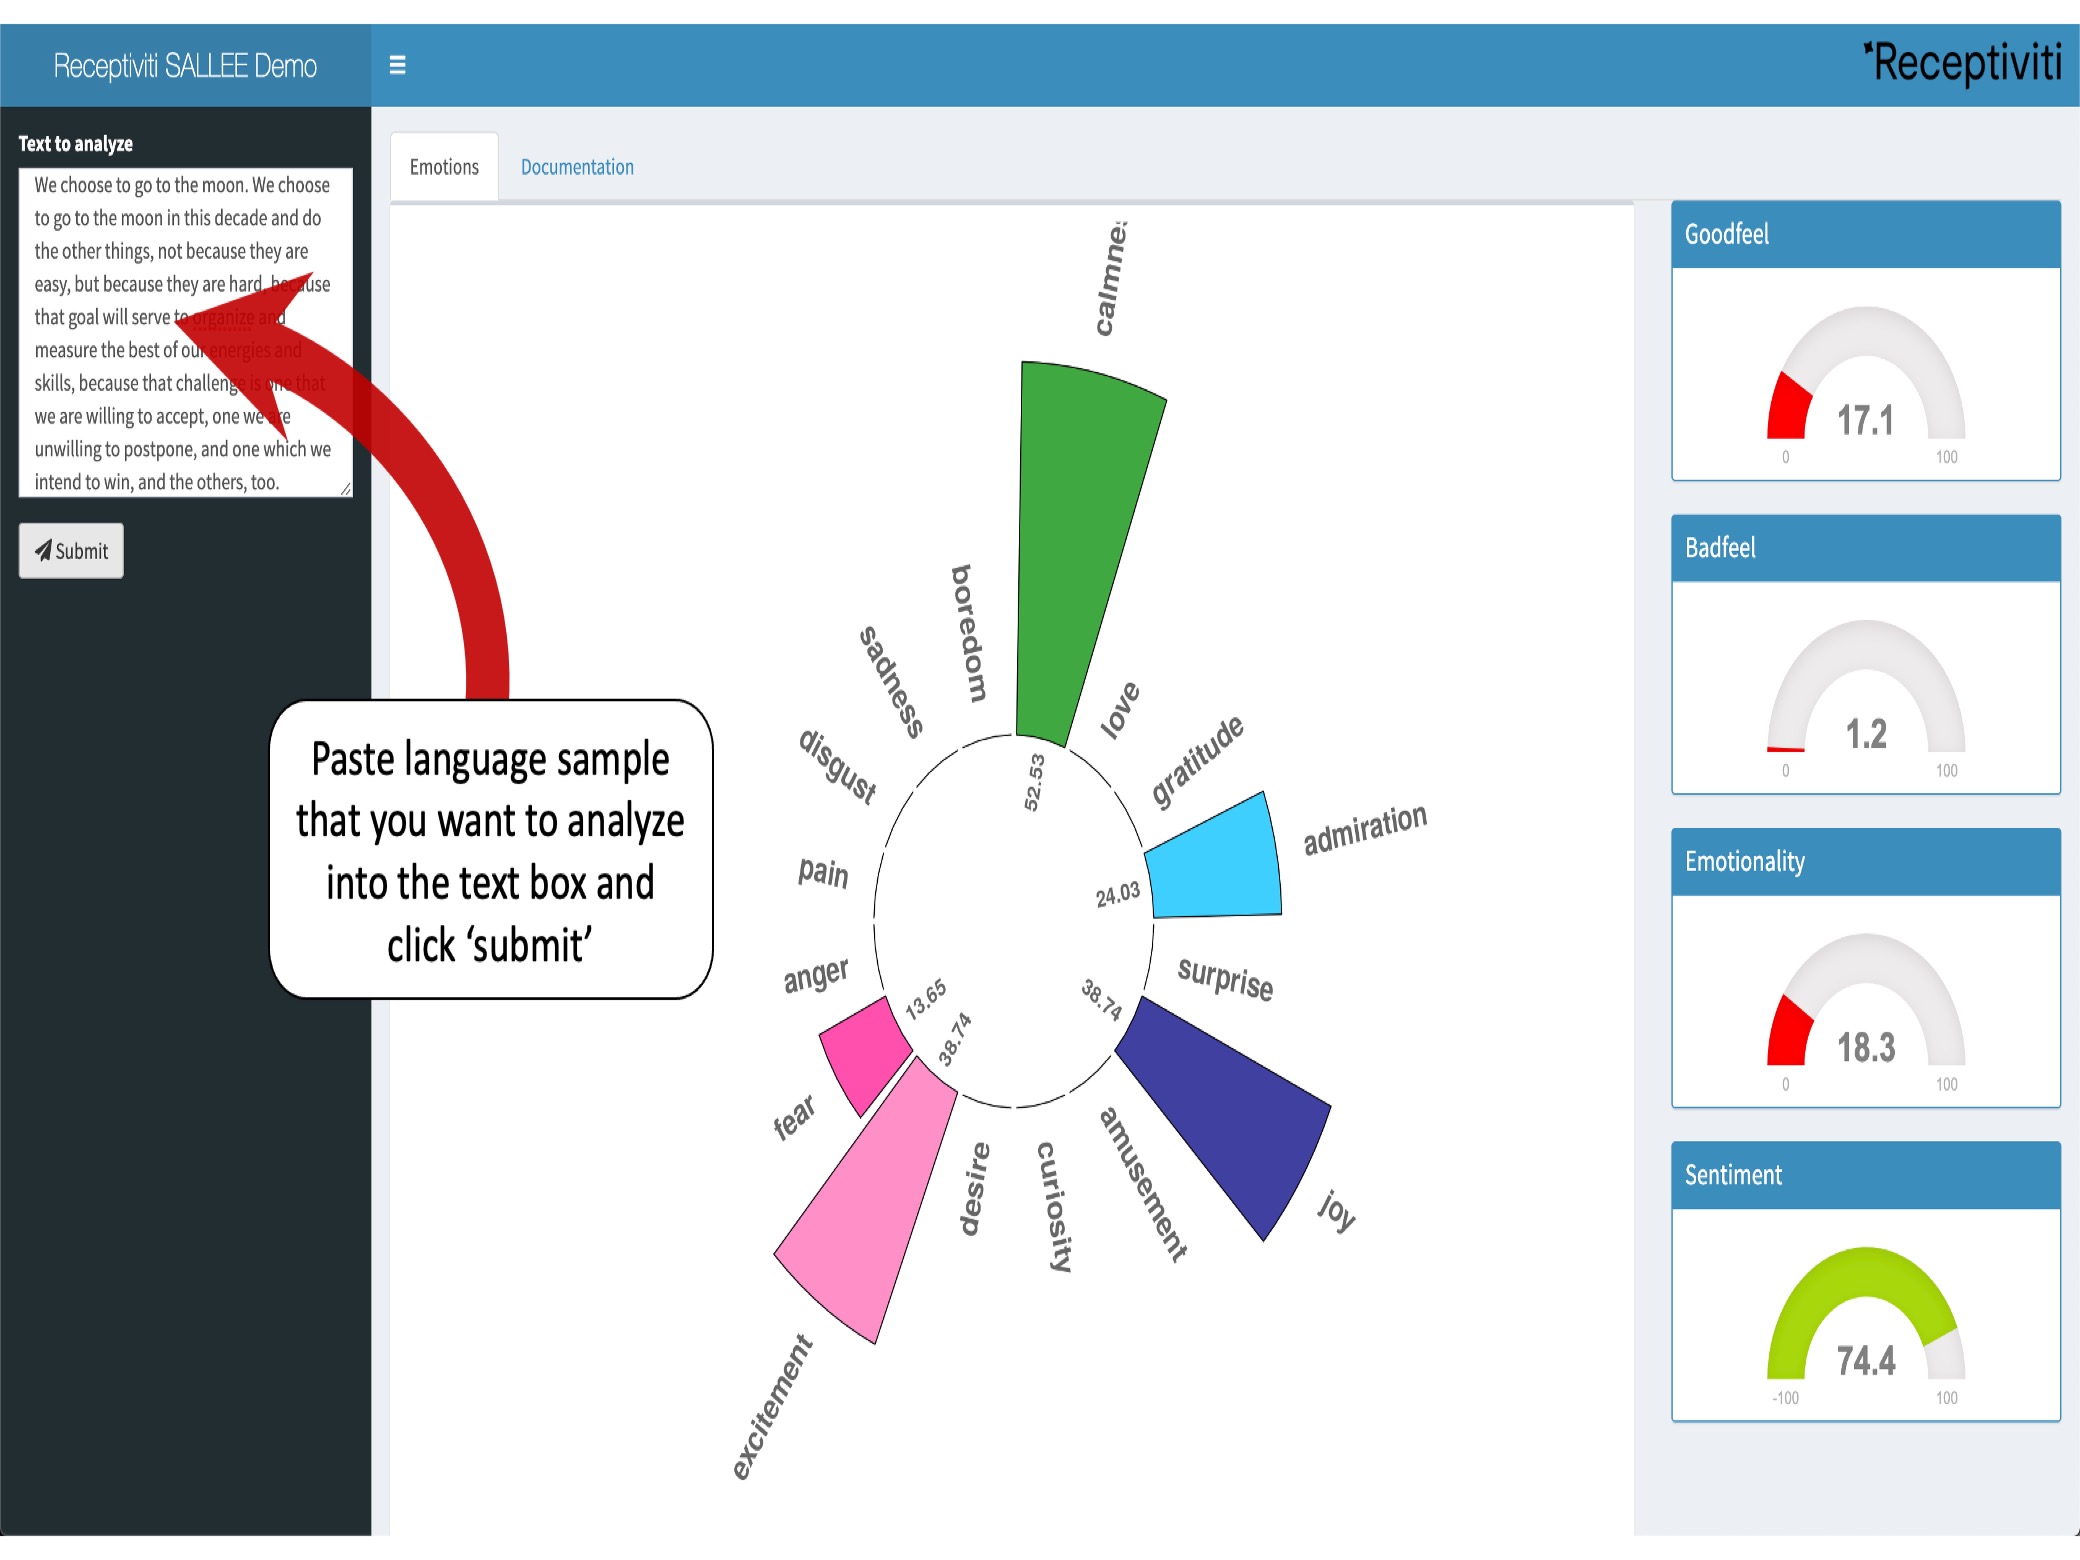 Receptiviti SALLEE Demo
Receptiviti
Text to analyze
We choose to go to the moon. We choose
to go to the moon in this decade and do
the other things, not because they are
easy, but because they are hard, because
that goal will serve to organize and
measure the best of our energies and
skills, because that challenge is one that
we are willing to accept, one we are
unwilling to postpone, and one which we
intend to win, and the others, too.
Submit
Paste language sample
that you want to analyze
into the text box and
click ‘submit’
Emotions
Documentation
calmnes
love
gratitude
admiration
surprise
joy
amusement
curiosity
desire
excitement
fear
anger
pain
disgust
sadness
boredom
52.53
24.03
38.74
38.74
13.65
Goodfeel
17.1
0
100
Badfeel
1.2
0
100
Emotionality
18.3
0
100
Sentiment
74.4
-100
100